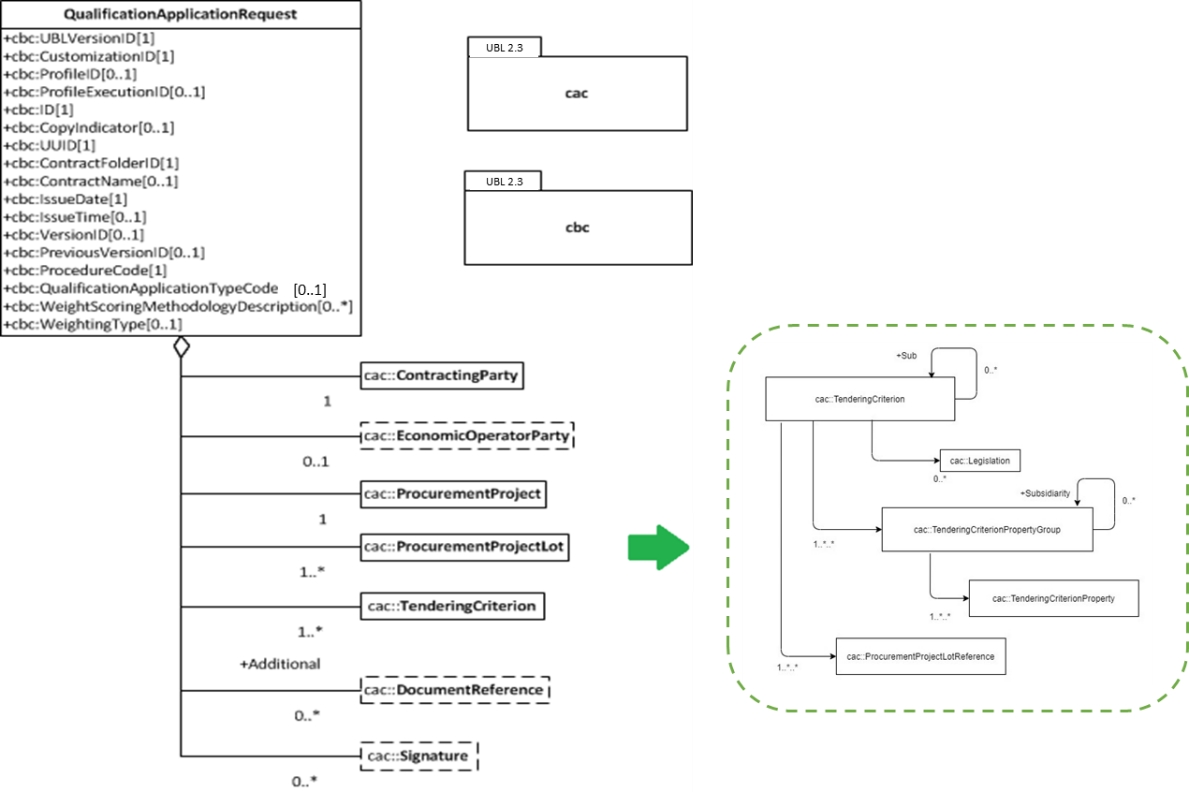 QualificationApplicationRequest
+cbc:UBLVersionID[1]
+cbc:CustomizationID[1]
+cbc:ProfileID[0..1]
+cbc:ProfileExecutionID[0..1]
+cbc:ID[1]
+cbc:CopyIndicator[0..1]
+cbc:UUID[1]
+cbc:ContractFolderID[1]
+cbc:ContractName[0..1]
+cbc:IssueDate[1]
+cbc:IssueTime[0..1]
+cbc:VersionID[0..1]
+cbc:PreviousVersionID[0..1]
+cbc:ProcedureCode[1]
+cbc:QualificationApplicationTypeCode [0..1]
+cbc:WeightScoringMethodologyDescription[0..*]
+cbc:WeightingType[0..1]
UBL 2.3
cac
UBL 2.3
cbc
cac::ContractingParty
1
cac::EconomicOperatorParty
0..1
cac::ProcurementProject
1
cac::ProcurementProjectLot
1..*
cac::TenderingCriterion
1..*
+Additional
cac::DocumentReference
0..*
cac::Signature
0..*
+Sub
0..*
cac::TenderingCriterion
cac::Legislation
0..*
+Subsidiarity
0..*
cac::TenderingCriterionPropertyGroup
1..*..*
cac::TenderingCriterionProperty
1..*..*
cac::ProcurementProjectLotReference
1..*..*